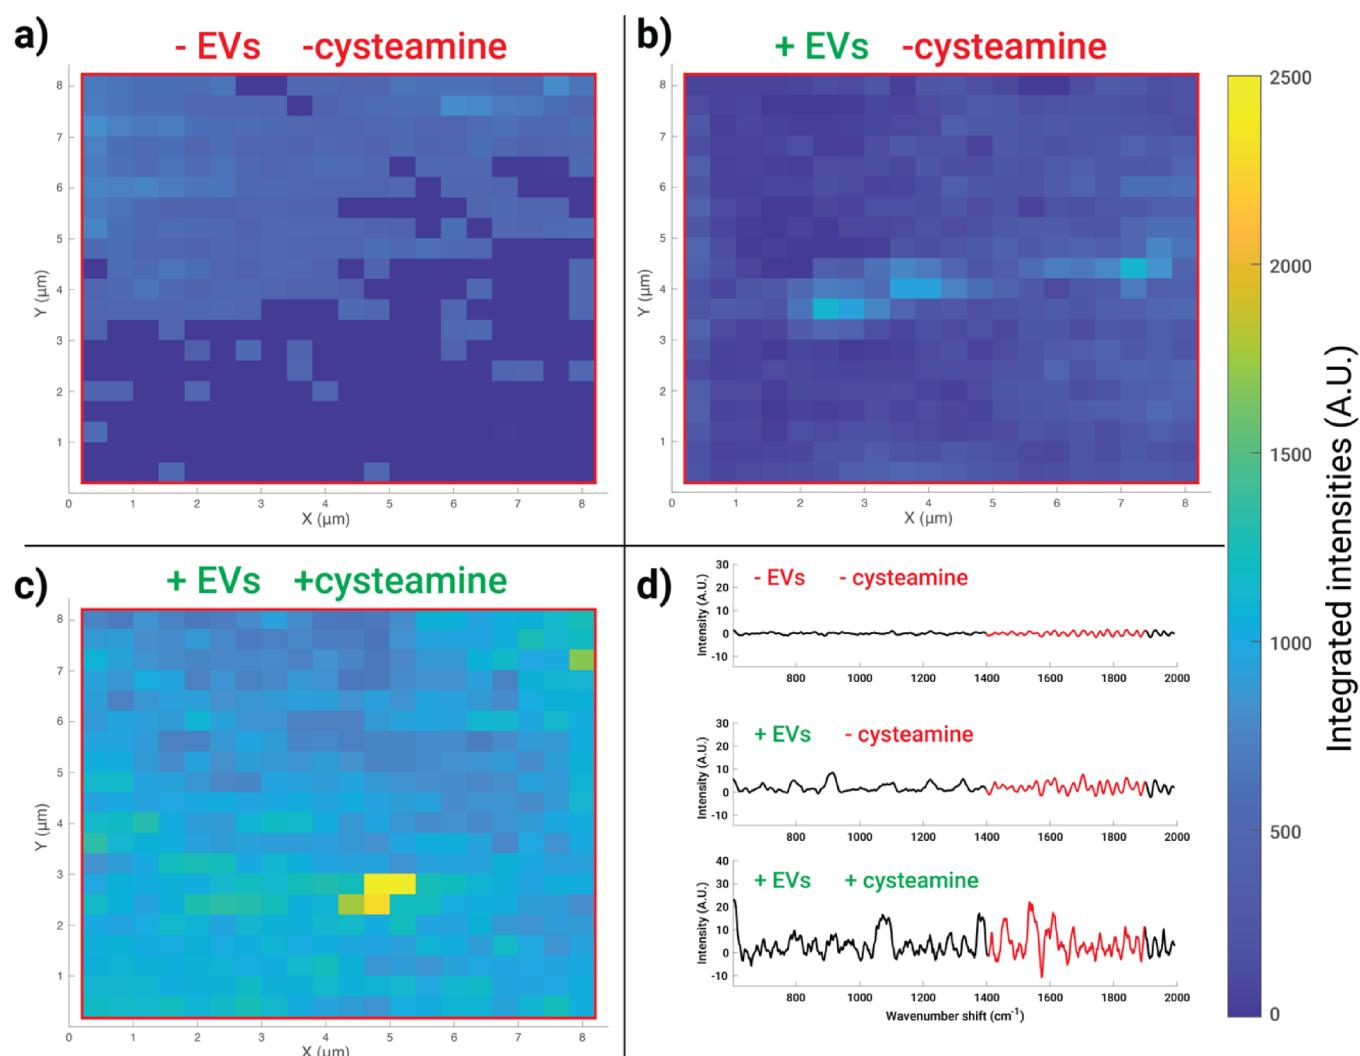 a)
- EVs -cysteamine
8
7
6
5
4
3
2
1
Y (μm)
0 1 2 3 4 5 6 7 8
X (μm)
b)
+ EVs -cysteamine
8
7
6
5
4
3
2
1
Y (μm)
0 1 2 3 4 5 6 7 8
X (μm)
2500
2000
1500
1000
500
0
Integrated intensities (A.U.)
c)
+ EVs +cysteamine
8
7
6
5
4
3
2
1
Y (μm)
0 1 2 3 4 5 6 7 8
X (μm)
d)
- EVs - cysteamine
30
20
10
0
-10
Intensity (A.U.)
800 1000 1200 1400 1600 1800 2000
+ EVs - cysteamine
30
20
10
0
-10
Intensity (A.U.)
800 1000 1200 1400 1600 1800 2000
+ EVs + cysteamine
40
30
20
10
0
-10
Intensity (A.U.)
800 1000 1200 1400 1600 1800 2000
Wavenumber shift (cm⁻¹)